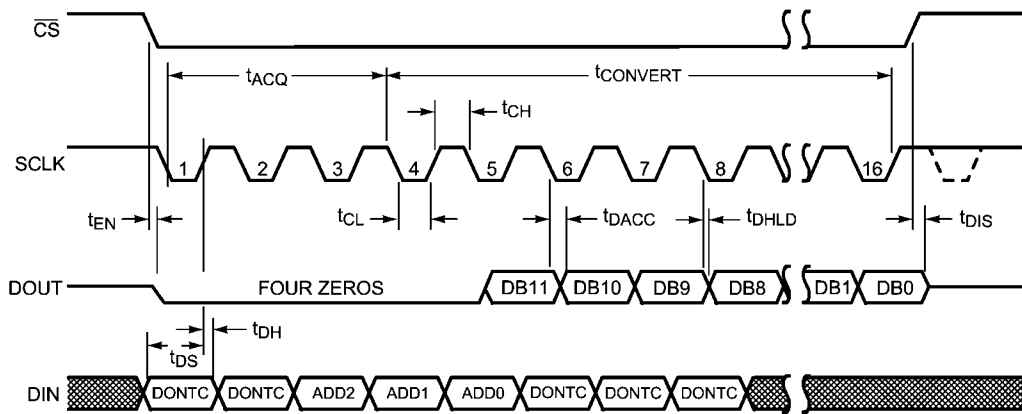 CS
tACQ
tCONVERT
tCH
SCLK
1 2 3 4 5 6 7 8 16
tEN
tCL
tDACC
tDHLD
tDIS
DOUT
FOUR ZEROS
DB11 DB10 DB9 DB8 DB1 DB0
tDH
tDS
DIN
DONTC DONTC ADD2 ADD1 ADD0 DONTC DONTC DONTC